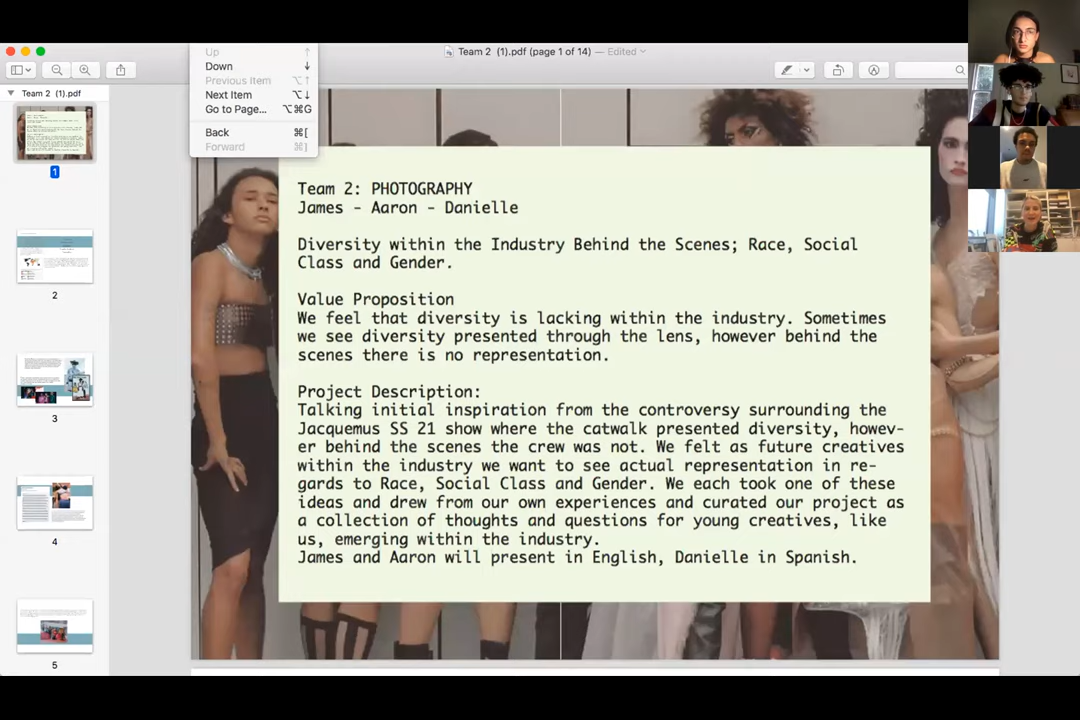 Up ↑
Down ↓
Previous Item ⌥↑
Next Item ⌥↓
Go to Page... ⌥⌘G
Back ⌘[
Forward ⌘]
Team 2 (1).pdf (page 1 of 14) — Edited
Team 2 (1).pdf
1
2
3
4
5
Team 2: PHOTOGRAPHY
James - Aaron - Danielle
Diversity within the Industry Behind the Scenes; Race, Social
Class and Gender.
Value Proposition
We feel that diversity is lacking within the industry. Sometimes
we see diversity presented through the lens, however behind the
scenes there is no representation.
Project Description:
Talking initial inspiration from the controversy surrounding the
Jacquemus SS 21 show where the catwalk presented diversity, howev-
er behind the scenes the crew was not. We felt as future creatives
within the industry we want to see actual representation in re-
gards to Race, Social Class and Gender. We each took one of these
ideas and drew from our own experiences and curated our project as
a collection of thoughts and questions for young creatives, like
us, emerging within the industry.
James and Aaron will present in English, Danielle in Spanish.